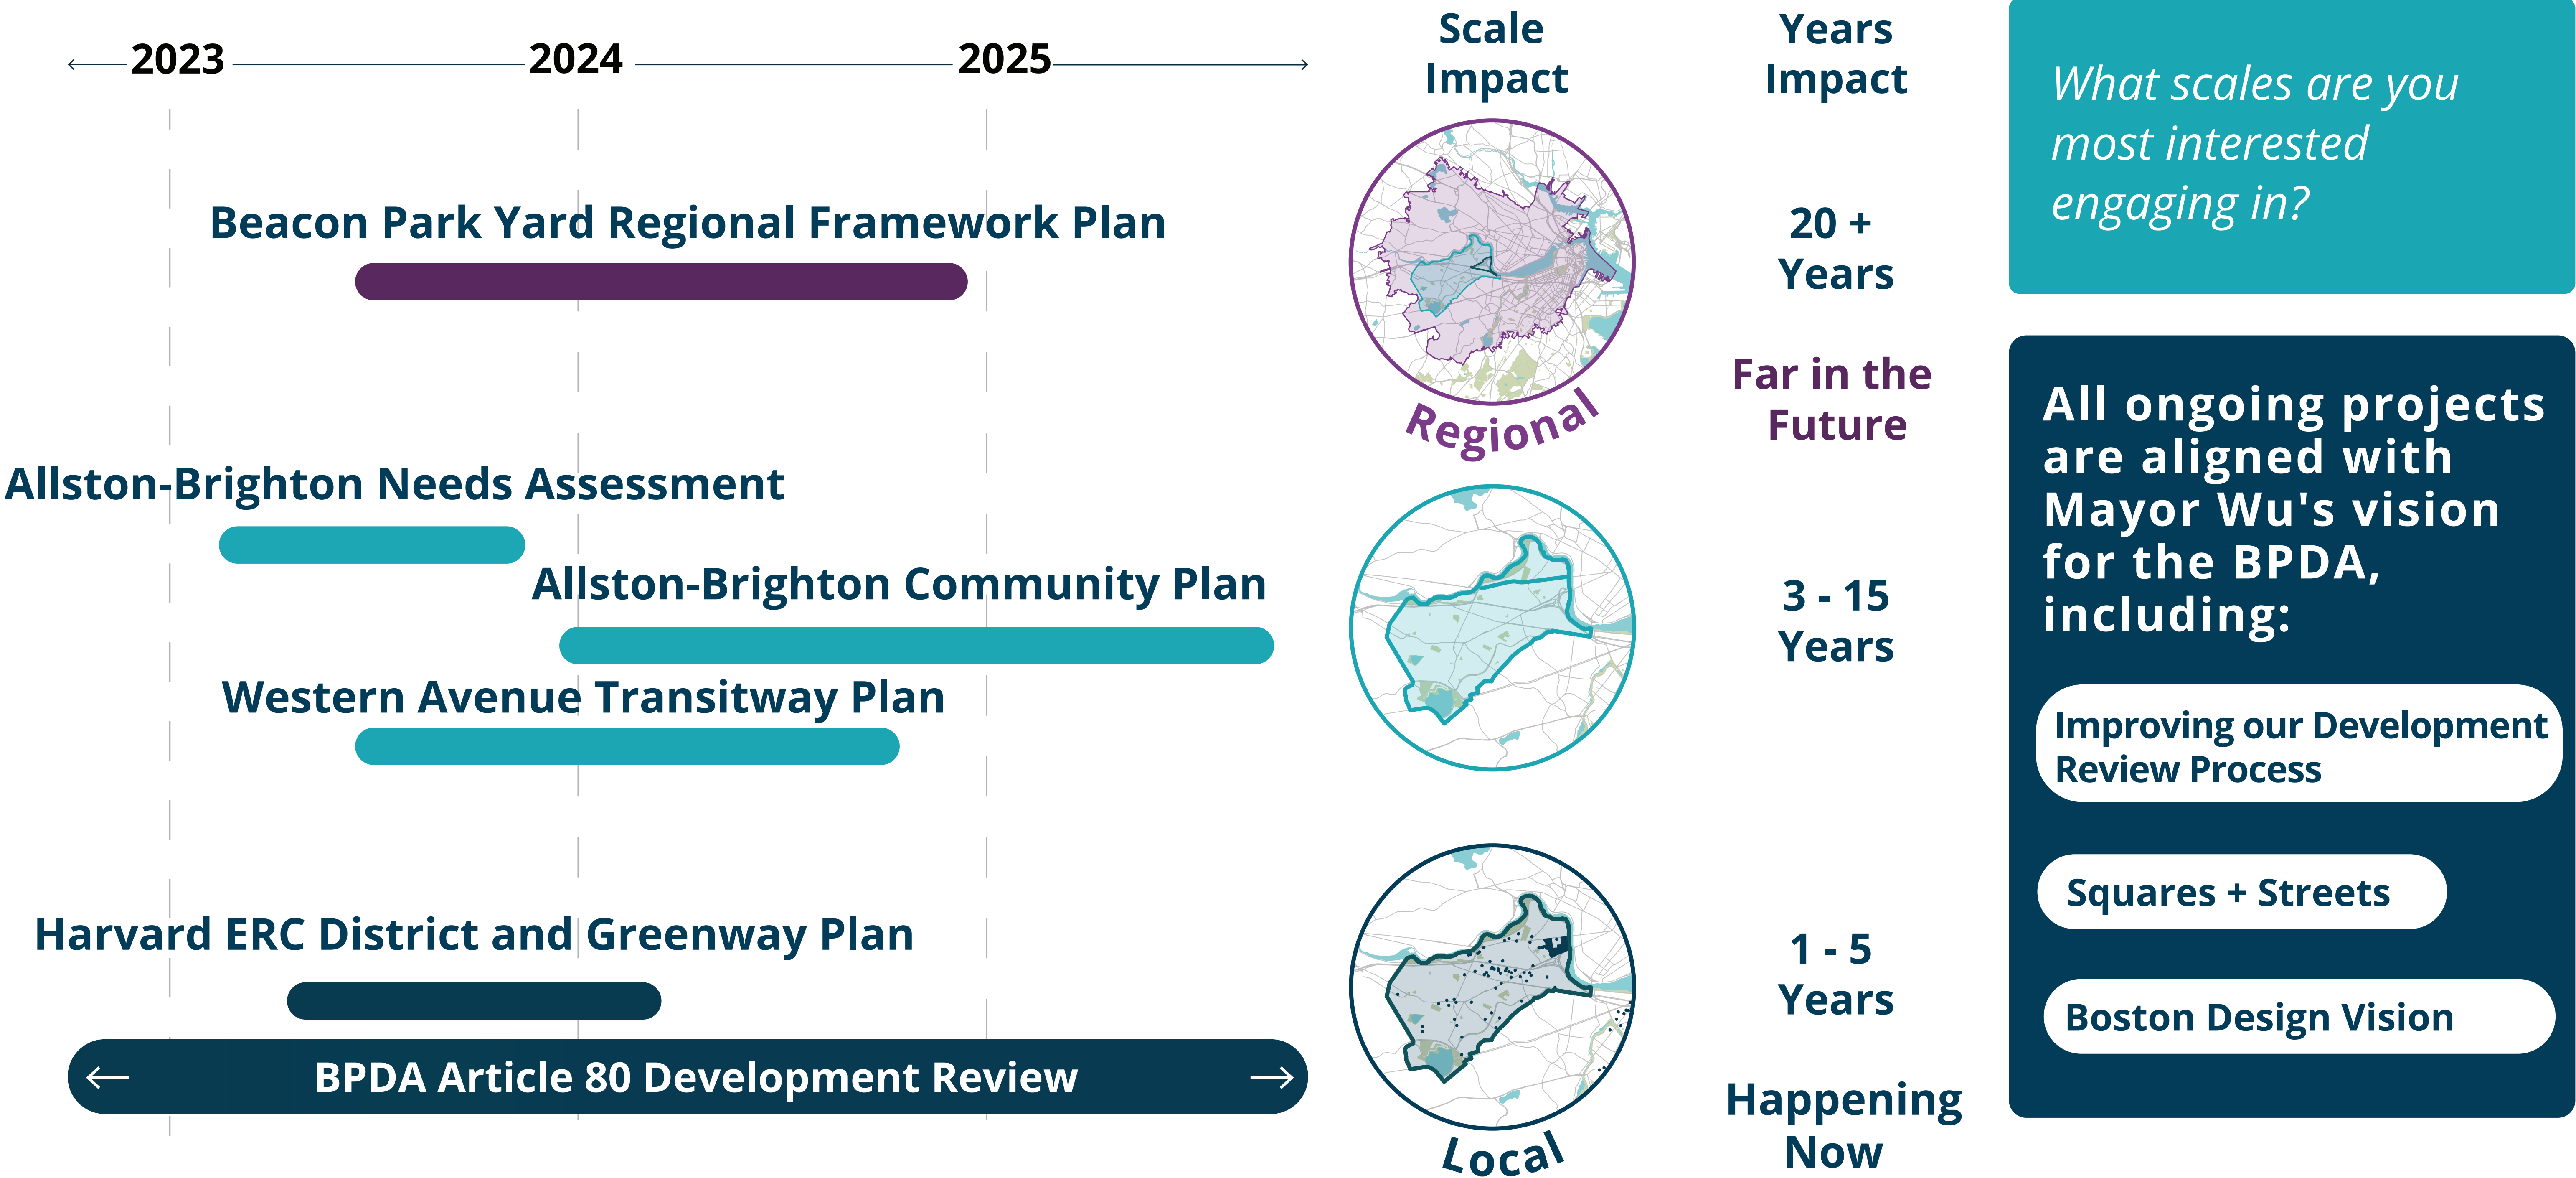 2023 2024 2025
Scale
Impact
Years
Impact
Beacon Park Yard Regional Framework Plan
Regional
20 +
Years
Far in the
Future
Allston-Brighton Needs Assessment
Allston-Brighton Community Plan
Western Avenue Transitway Plan
3 - 15
Years
Harvard ERC District and Greenway Plan
BPDA Article 80 Development Review
Local
1 - 5
Years
Happening
Now
What scales are you
most interested
engaging in?
All ongoing projects
are aligned with
Mayor Wu's vision
for the BPDA,
including:
Improving our Development
Review Process
Squares + Streets
Boston Design Vision